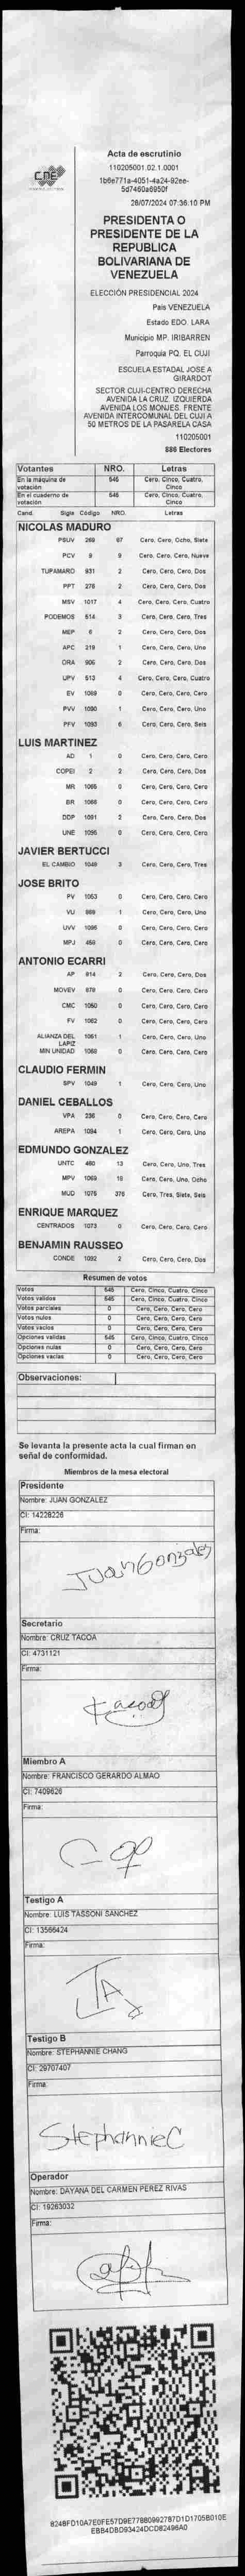 CNE
Acta de escrutinio
110205001.02.1.0001
28/07/2024 07:36:10 PM
PRESIDENTA O
PRESIDENTE DE LA
REPUBLICA
BOLIVARIANA DE
VENEZUELA
ELECCIÓN PRESIDENCIAL 2024
País VENEZUELA
Estado EDO. LARA
Municipio MP. IRIBARREN
Parroquia PQ. EL CUJI
ESCUELA ESTATAL JOSE A
GIRARDOT
SECTOR CUJI-CENTRO DERECHA
AVENIDA LA CRUZ. IZQUIERDA
AVENIDA LOS MONJES. FRENTE
AVENIDA INTERCOMUNAL DEL CUJI A
50 METROS DE LA PASARELA CASA
110205001
886 Electores
Votantes NRO. Letras
En la máquina de votación 545 Cero, Cinco, Cuatro, Cinco
En el cuaderno de votación 545 Cero, Cinco, Cuatro, Cinco
Cand. Sigla Código NRO. Letras
NICOLAS MADURO
PSUV 269 87 Cero, Cero, Ocho, Siete
PCV 9 9 Cero, Cero, Cero, Nueve
TUPAMARO 931 2 Cero, Cero, Cero, Dos
PPT 276 2 Cero, Cero, Cero, Dos
MSV 1017 4 Cero, Cero, Cero, Cuatro
PODEMOS 514 3 Cero, Cero, Cero, Tres
MEP 6 2 Cero, Cero, Cero, Dos
APC 219 1 Cero, Cero, Cero, Uno
ORA 906 2 Cero, Cero, Cero, Dos
UPV 513 4 Cero, Cero, Cero, Cuatro
EV 1089 0 Cero, Cero, Cero, Cero
PVV 1090 1 Cero, Cero, Cero, Uno
PFV 1093 6 Cero, Cero, Cero, Seis
LUIS MARTINEZ
AD 1 0 Cero, Cero, Cero, Cero
COPEI 2 2 Cero, Cero, Cero, Dos
MR 1065 0 Cero, Cero, Cero, Cero
BR 1088 0 Cero, Cero, Cero, Cero
DDP 1091 2 Cero, Cero, Cero, Dos
UNE 1095 0 Cero, Cero, Cero, Cero
JAVIER BERTUCCI
EL CAMBIO 1048 3 Cero, Cero, Cero, Tres
JOSE BRITO
PV 1053 0 Cero, Cero, Cero, Cero
VU 969 1 Cero, Cero, Cero, Uno
UVV 1096 0 Cero, Cero, Cero, Cero
MPJ 459 0 Cero, Cero, Cero, Cero
ANTONIO ECARRI
AP 914 2 Cero, Cero, Cero, Dos
MOVEV 979 0 Cero, Cero, Cero, Cero
CMC 1050 0 Cero, Cero, Cero, Cero
FV 1062 0 Cero, Cero, Cero, Cero
ALIANZA DEL LAPIZ 1061 1 Cero, Cero, Cero, Uno
MIN UNIDAD 1068 0 Cero, Cero, Cero, Cero
CLAUDIO FERMIN
SPV 1049 1 Cero, Cero, Cero, Uno
DANIEL CEBALLOS
VPA 236 0 Cero, Cero, Cero, Cero
AREPA 1094 1 Cero, Cero, Cero, Uno
EDMUNDO GONZALEZ
UNTC 460 13 Cero, Cero, Uno, Tres
MPV 1069 18 Cero, Cero, Uno, Ocho
MUD 1075 376 Cero, Tres, Siete, Seis
ENRIQUE MARQUEZ
CENTRADOS 1073 0 Cero, Cero, Cero, Cero
BENJAMIN RAUSSEO
CONDE 1092 2 Cero, Cero, Cero, Dos
Resumen de votos
Votos 545 Cero, Cinco, Cuatro, Cinco
Votos válidos 545 Cero, Cinco, Cuatro, Cinco
Votos parciales 0 Cero, Cero, Cero, Cero
Votos nulos 0 Cero, Cero, Cero, Cero
Votos vacíos 0 Cero, Cero, Cero, Cero
Opciones válidas 545 Cero, Cinco, Cuatro, Cinco
Opciones nulas 0 Cero, Cero, Cero, Cero
Opciones vacías 0 Cero, Cero, Cero, Cero
Observaciones:
Se levanta la presente acta la cual firman en
señal de conformidad.
Miembros de la mesa electoral
Presidente
Nombre: JUAN GONZALEZ
CI: 14228226
Firma:
Juan Gonzales
Secretario
Nombre: CRUZ TACOA
CI: 4731121
Firma:
Miembro A
Nombre: FRANCISCO GERARDO ALMAO
CI: 7409626
Firma:
Testigo A
Nombre: LUIS TASSONI SANCHEZ
CI: 13566424
Firma:
Testigo B
Nombre: STEPHANNIE CHANG
CI: 29707407
Firma:
Stephannie C
Operador
Nombre: DAYANA DEL CARMEN PEREZ RIVAS
CI: 19263032
Firma: